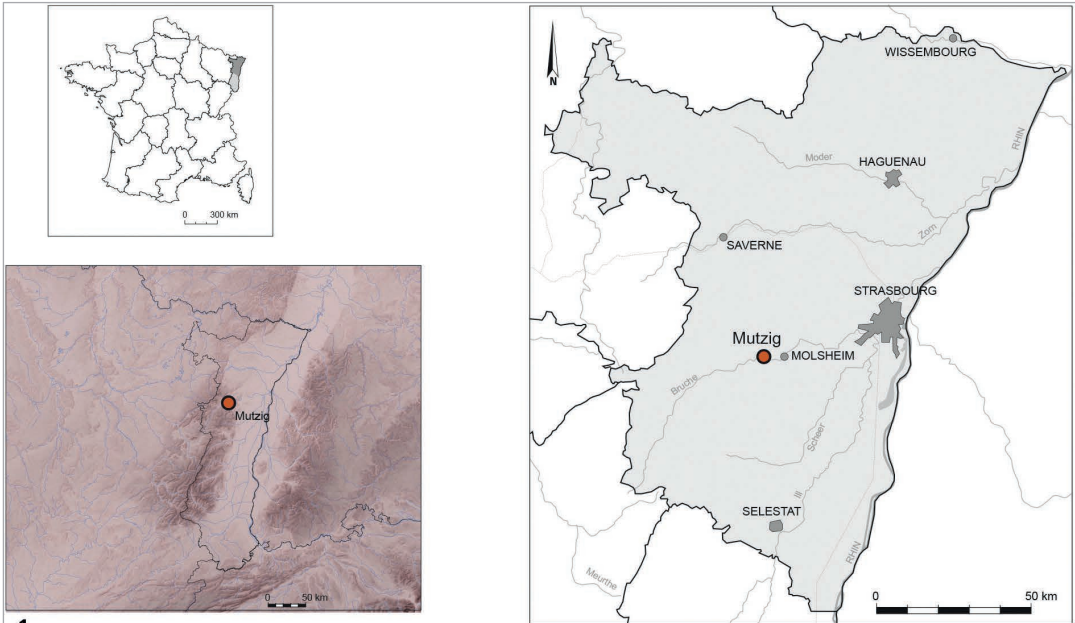 0 300 km
Mutzig
0 50 km
N
WISSEMBOURG
RHIN
Moder
HAGUENAU
Zorn
SAVERNE
STRASBOURG
Mutzig
MOLSHEIM
Bruche
Scheer
Ill
SELESTAT
RHIN
Meurthe
0 50 km